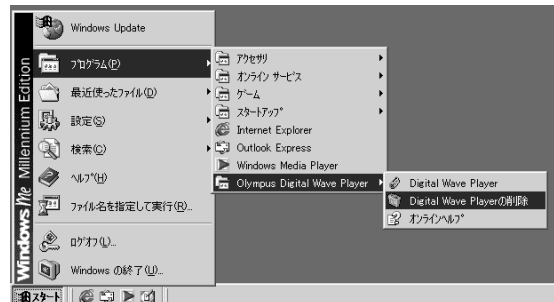 Windows Me Millennium Edition
Windows Update
プログラム(P)
最近使ったファイル(D)
設定(S)
検索(C)
ヘルプ(H)
ファイル名を指定して実行(R)...
ログオフ(L)...
Windows の終了(U)...
スタート
アクセサリ
オンライン サービス
ゲーム
スタートアップ
Internet Explorer
Outlook Express
Windows Media Player
Olympus Digital Wave Player
Digital Wave Player
Digital Wave Playerの削除
オンラインヘルプ